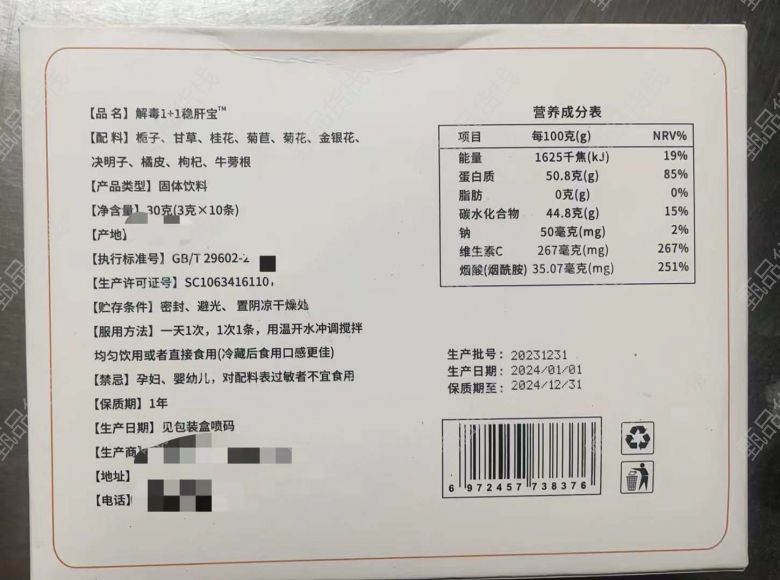 【品 名】 解毒1+1稳肝宝™
【配 料】 栀子、甘草、桂花、菊苣、菊花、金银花、
决明子、橘皮、枸杞、牛蒡根
【产品类型】 固体饮料
【净含量】 30克(3克×10条)
【产地】
【执行标准号】 GB/T 29602-2
【生产许可证号】 SC1063416110
【贮存条件】 密封、避光、置阴凉干燥处
【服用方法】 一天1次，1次1条，用温开水冲调搅拌
均匀饮用或者直接食用(冷藏后食用口感更佳)
【禁忌】 孕妇、婴幼儿，对配料表过敏者不宜食用
【保质期】 1年
【生产日期】 见包装盒喷码
【生产商】
【地址】
【电话】
营养成分表
项目 每100克(g) NRV%
能量 1625千焦(kJ) 19%
蛋白质 50.8克(g) 85%
脂肪 0克(g) 0%
碳水化合物 44.8克(g) 15%
钠 50毫克(mg) 2%
维生素C 267毫克(mg) 267%
烟酸(烟酰胺) 35.07毫克(mg) 251%
生产批号: 20231231
生产日期: 2024/01/01
保质期至: 2024/12/31
6 972457 738376